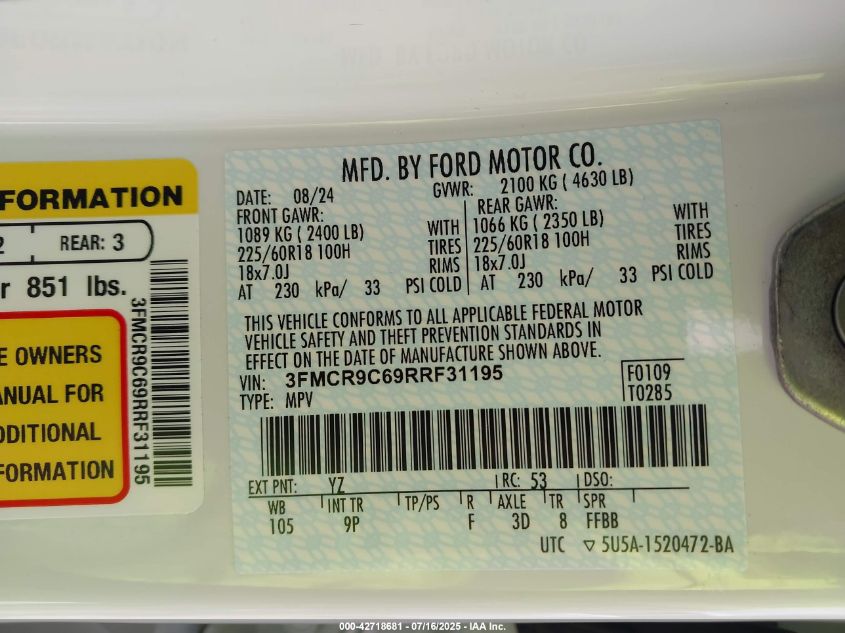 FORMATION
2 REAR: 3
r 851 lbs.
E OWNERS
ANUAL FOR
DDITIONAL
FORMATION
3FMCR9C69RRF31195
MFD. BY FORD MOTOR CO.
DATE: 08/24 GVWR: 2100 KG ( 4630 LB)
FRONT GAWR: REAR GAWR:
1089 KG ( 2400 LB) WITH 1066 KG ( 2350 LB) WITH
225/60R18 100H TIRES 225/60R18 100H TIRES
18x7.0J RIMS 18x7.0J RIMS
AT 230 kPa/ 33 PSI COLD AT 230 kPa/ 33 PSI COLD
THIS VEHICLE CONFORMS TO ALL APPLICABLE FEDERAL MOTOR
VEHICLE SAFETY AND THEFT PREVENTION STANDARDS IN
EFFECT ON THE DATE OF MANUFACTURE SHOWN ABOVE.
VIN: 3FMCR9C69RRF31195 F0109
TYPE: MPV T0285
EXT PNT: YZ RC: 53 DSO:
WB INT TR TP/PS R AXLE TR SPR
105 9P F 3D 8 FFBB
UTC ▽ 5U5A-1520472-BA
000-42718681 - 07/16/2025 - IAA Inc.